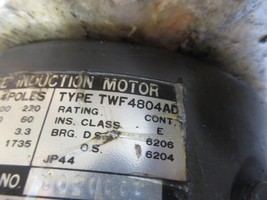 E INDUCTION MOTOR
POLES TYPE TWF4804AD
00 220 RATING CONT.
60 INS. CLASS E
3.3 BRG. D.S. 6206
1735 O.S. 6204
JP44
NO.